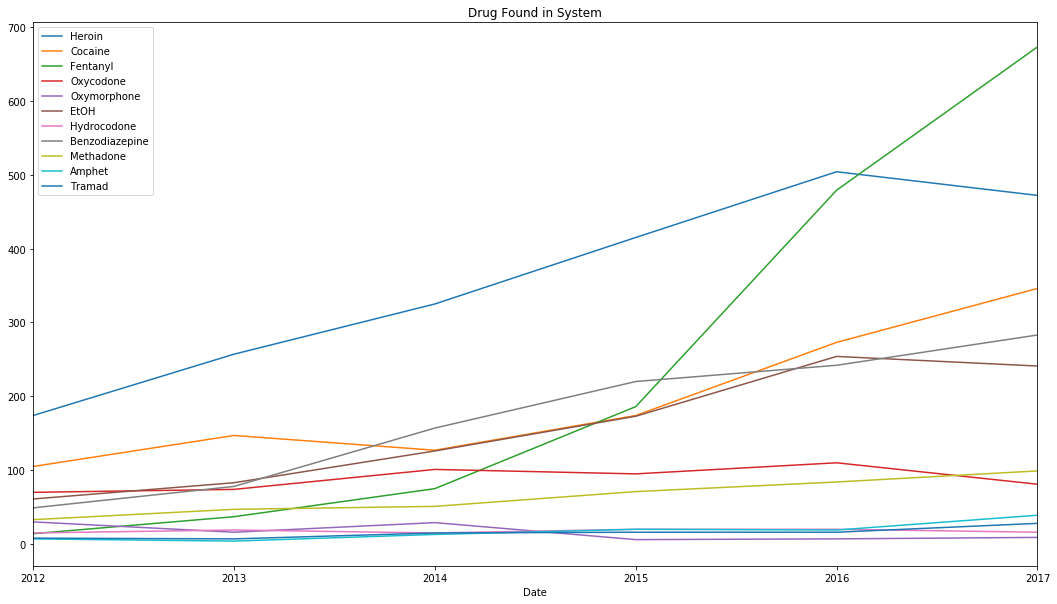 Drug Found in System
700
600
500
400
300
200
100
0
Heroin
Cocaine
Fentanyl
Oxycodone
Oxymorphone
EtOH
Hydrocodone
Benzodiazepine
Methadone
Amphet
Tramad
2012 2013 2014 2015 2016 2017
Date